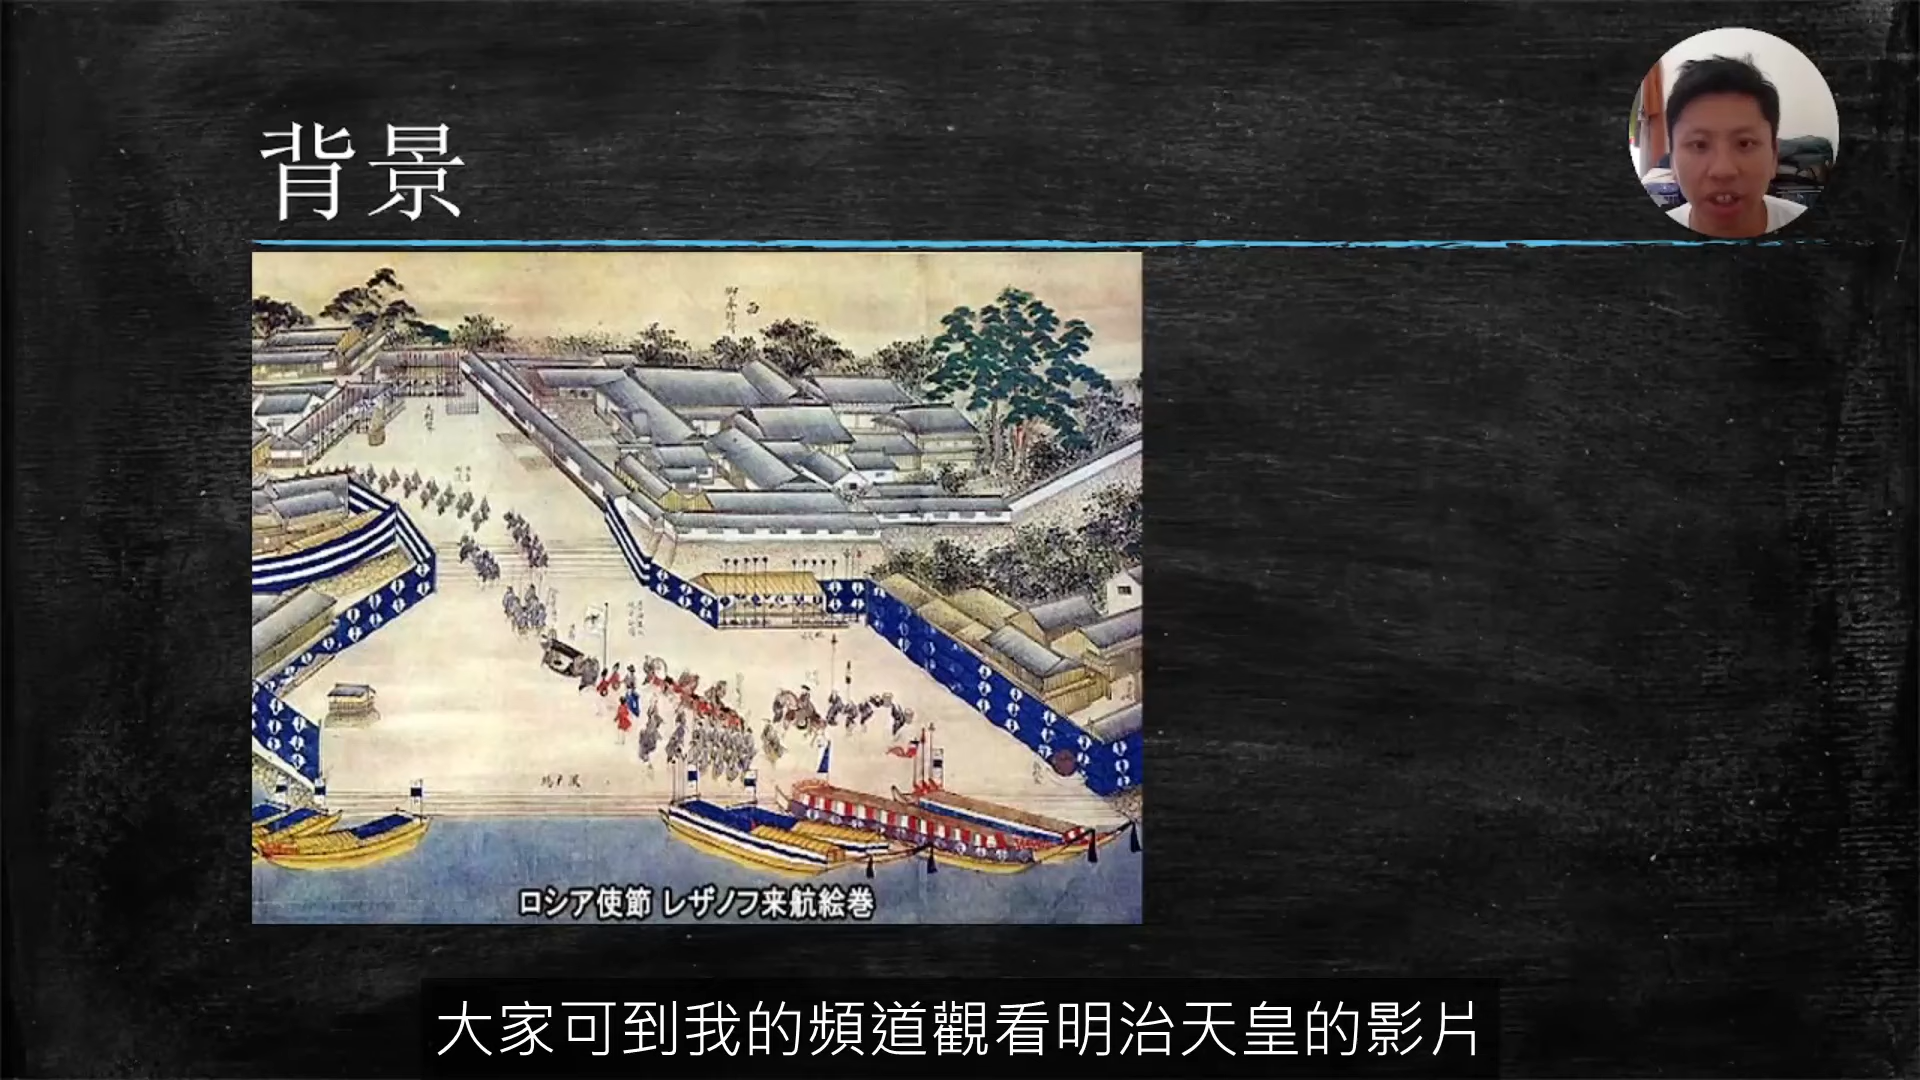 背景
ロシア使節 レザノフ来航絵巻
大家可到我的頻道觀看明治天皇的影片